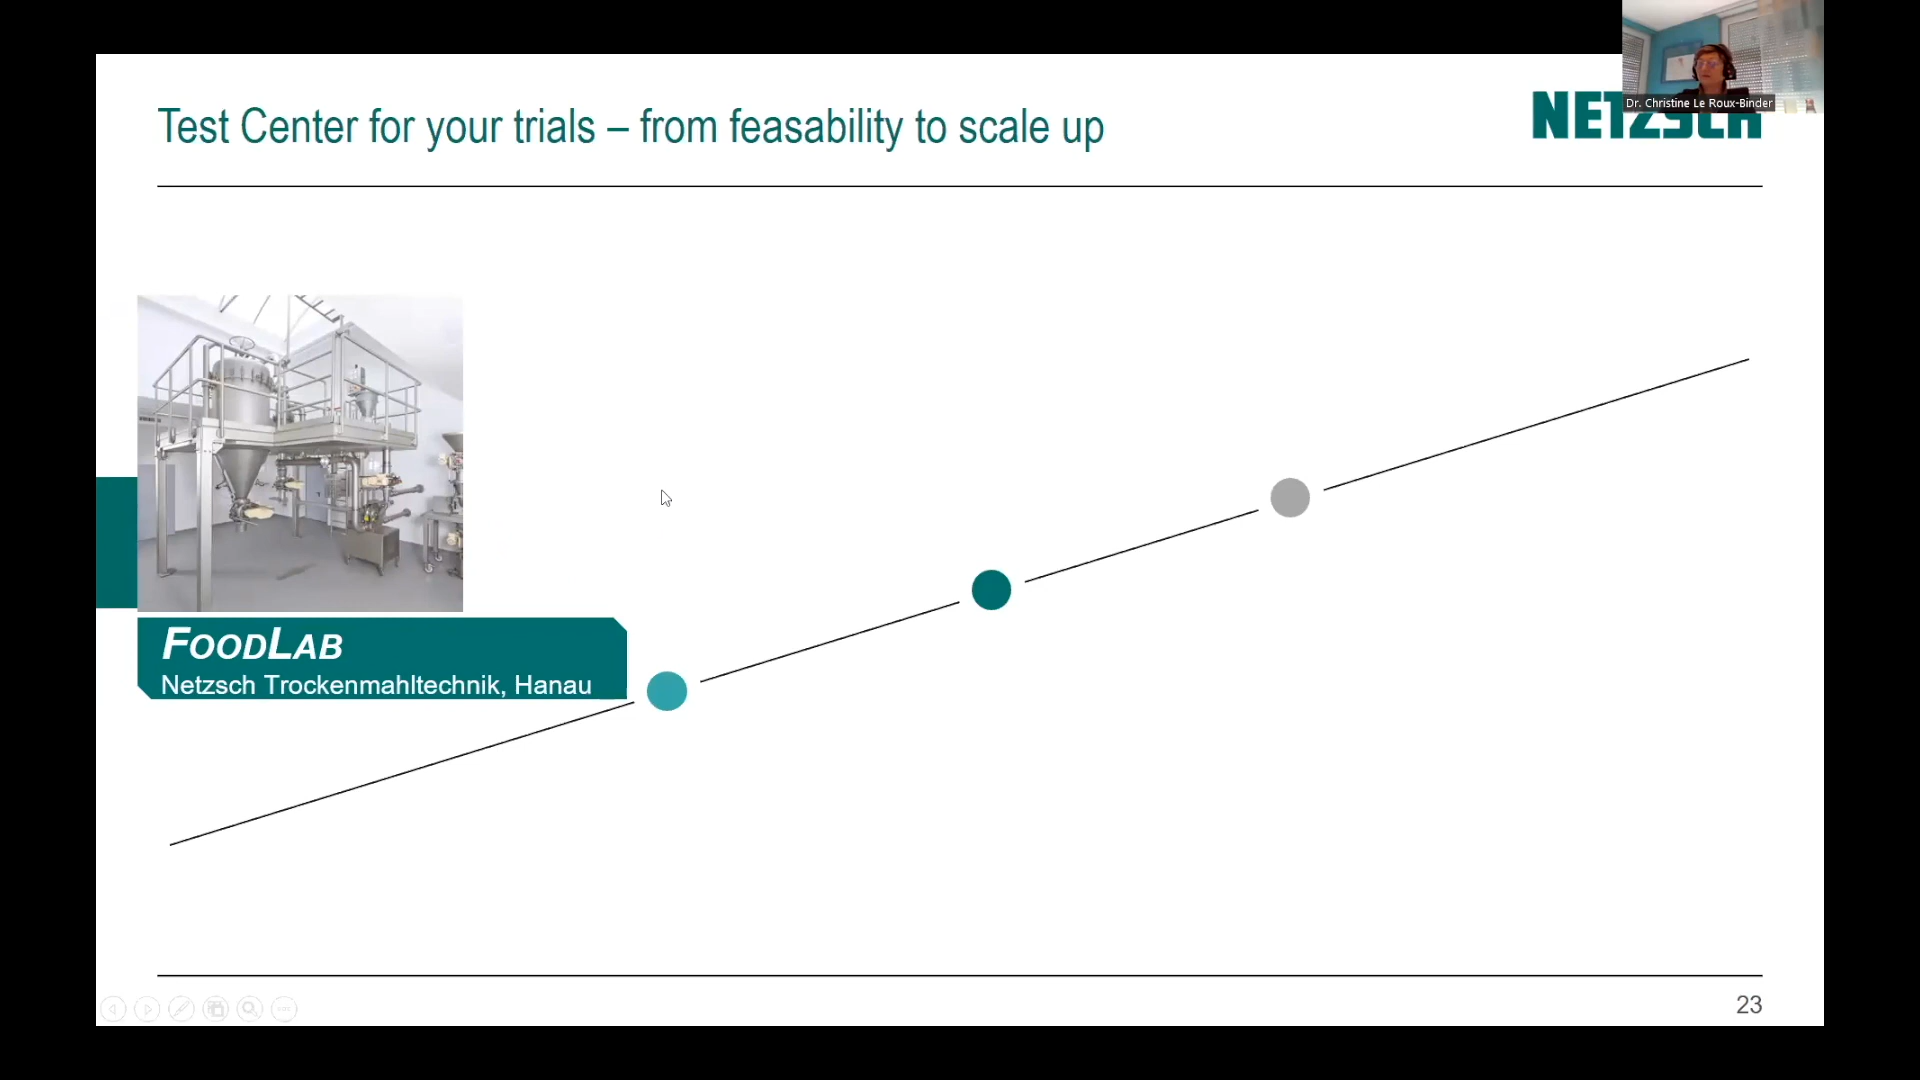 Test Center for your trials – from feasability to scale up
NETZSCH
Dr. Christine Le Roux-Binder
FOODLAB
Netzsch Trockenmahltechnik, Hanau
23